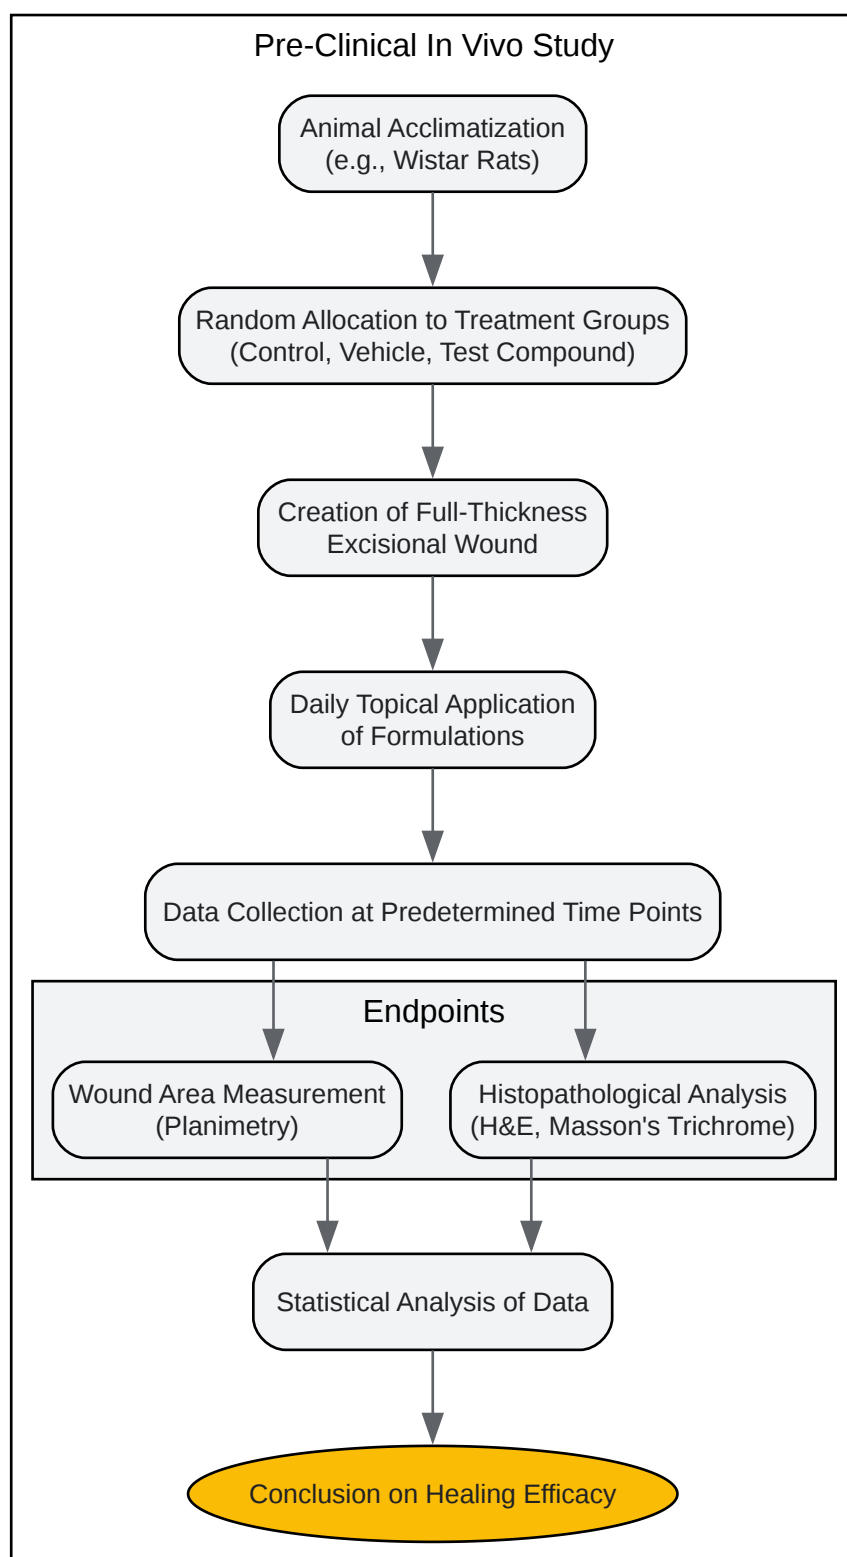 Pre-Clinical In Vivo Study
Animal Acclimatization
(e.g., Wistar Rats)
Random Allocation to Treatment Groups
(Control, Vehicle, Test Compound)
Creation of Full-Thickness
Excisional Wound
Daily Topical Application
of Formulations
Data Collection at Predetermined Time Points
Endpoints
Wound Area Measurement
(Planimetry)
Histopathological Analysis
(H&E, Masson's Trichrome)
Statistical Analysis of Data
Conclusion on Healing Efficacy